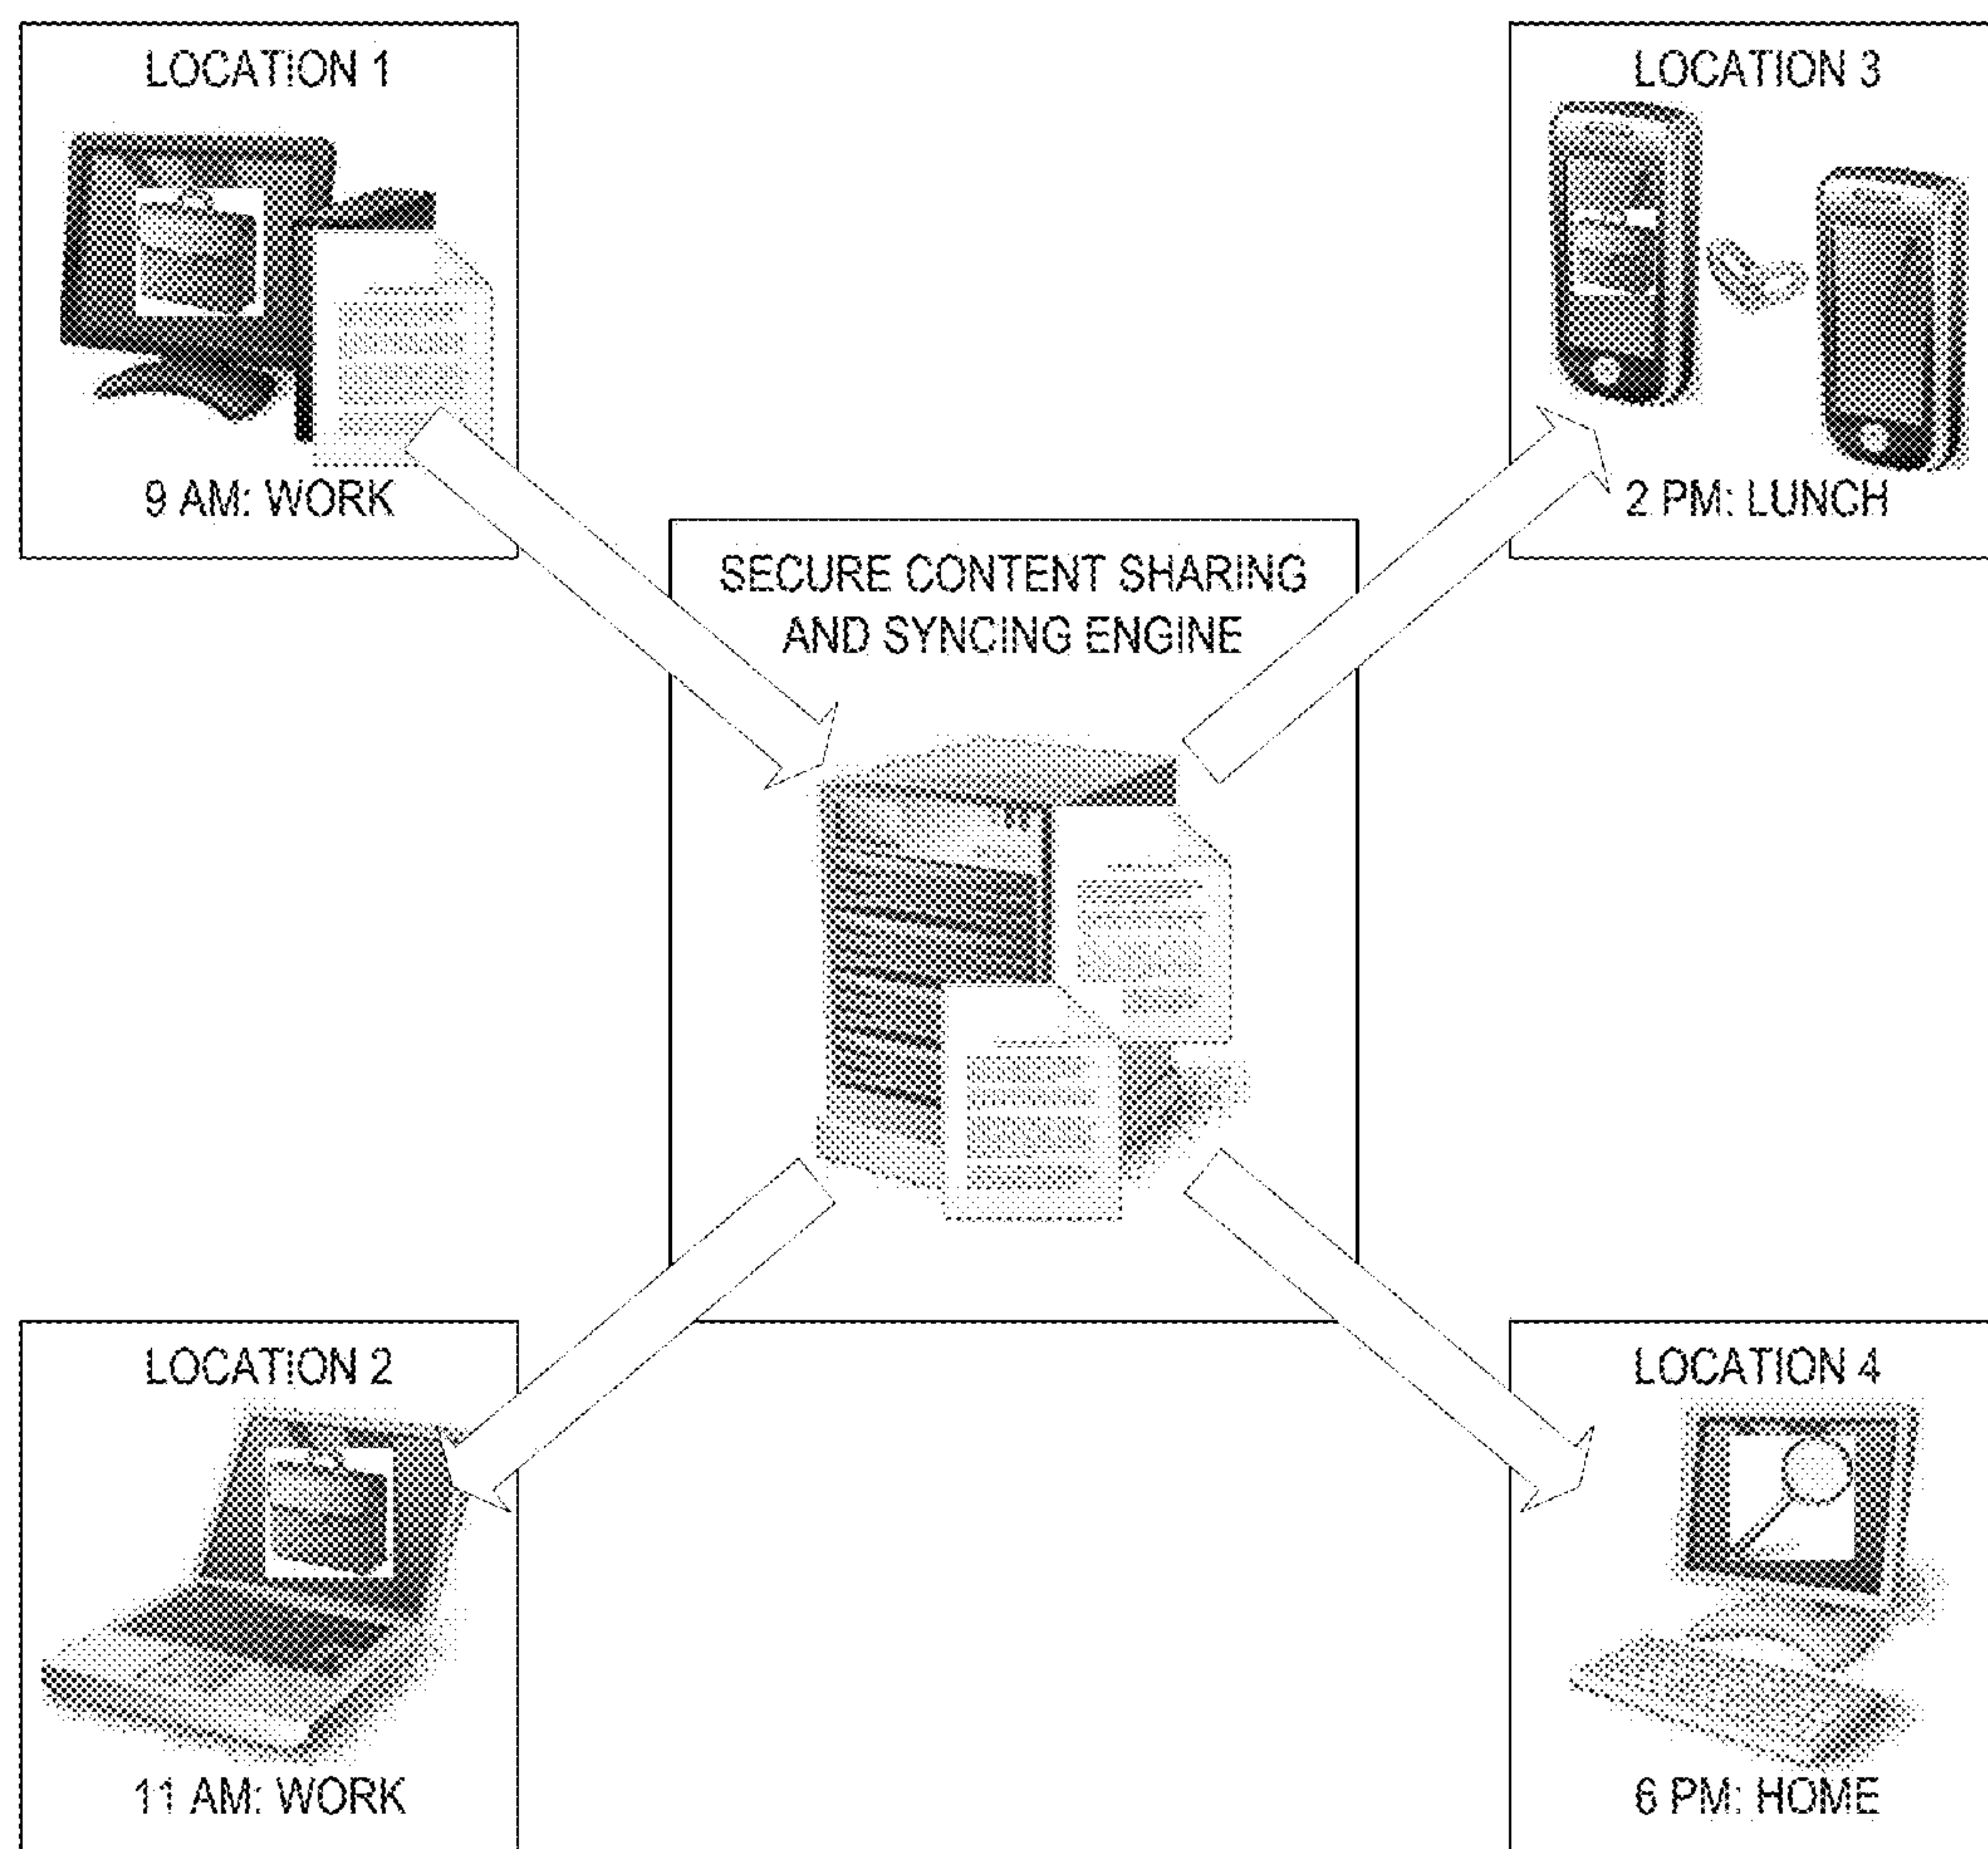 LOCATION 1
9 AM: WORK
LOCATION 3
2 PM: LUNCH
SECURE CONTENT SHARING
AND SYNCING ENGINE
LOCATION 2
11 AM: WORK
LOCATION 4
6 PM: HOME